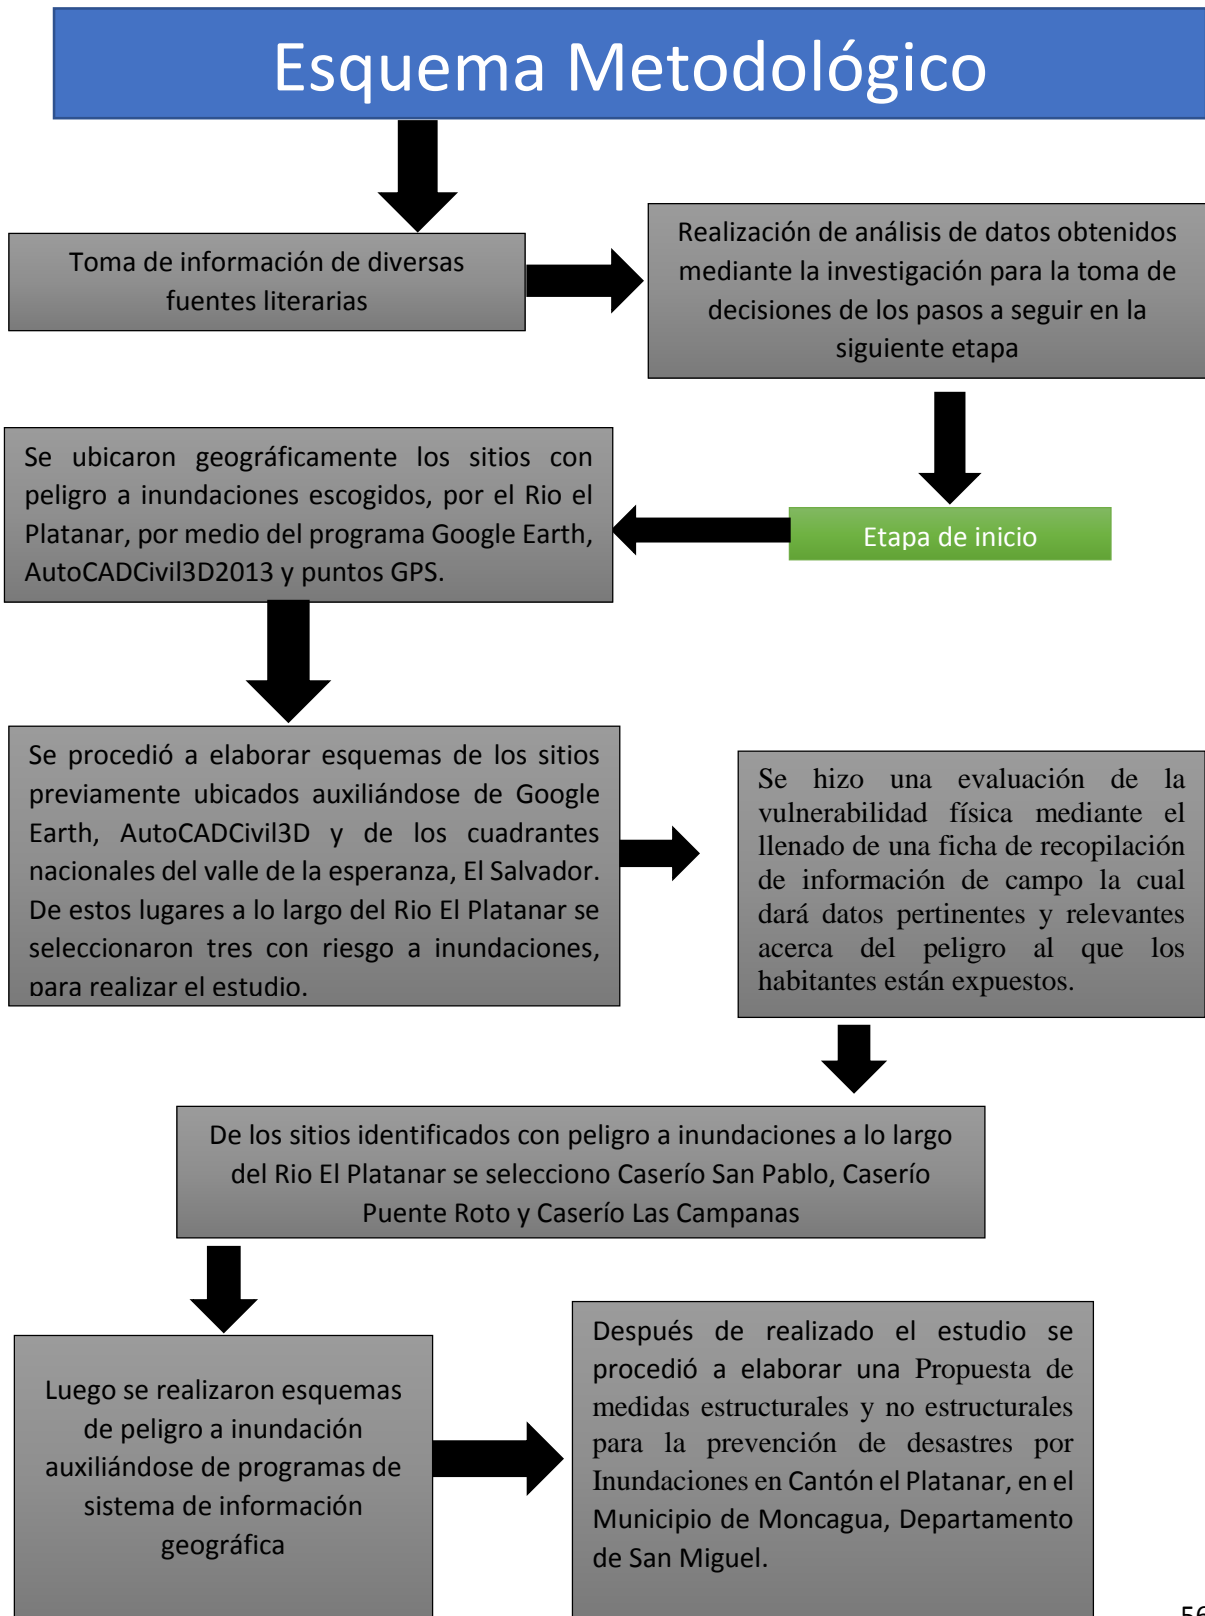 Esquema Metodológico
Toma de información de diversas
fuentes literarias
Realización de análisis de datos obtenidos
mediante la investigación para la toma de
decisiones de los pasos a seguir en la
siguiente etapa
Etapa de inicio
Se ubicaron geográficamente los sitios con
peligro a inundaciones escogidos, por el Rio el
Platanar, por medio del programa Google Earth,
AutoCADCivil3D2013 y puntos GPS.
Se procedió a elaborar esquemas de los sitios
previamente ubicados auxiliándose de Google
Earth, AutoCADCivil3D y de los cuadrantes
nacionales del valle de la esperanza, El Salvador.
De estos lugares a lo largo del Rio El Platanar se
seleccionaron tres con riesgo a inundaciones,
para realizar el estudio.
Se hizo una evaluación de la
vulnerabilidad física mediante el
llenado de una ficha de recopilación
de información de campo la cual
dará datos pertinentes y relevantes
acerca del peligro al que los
habitantes están expuestos.
De los sitios identificados con peligro a inundaciones a lo largo
del Rio El Platanar se selecciono Caserío San Pablo, Caserío
Puente Roto y Caserío Las Campanas
Luego se realizaron esquemas
de peligro a inundación
auxiliándose de programas de
sistema de información
geográfica
Después de realizado el estudio se
procedió a elaborar una Propuesta de
medidas estructurales y no estructurales
para la prevención de desastres por
Inundaciones en Cantón el Platanar, en el
Municipio de Moncagua, Departamento
de San Miguel.
56